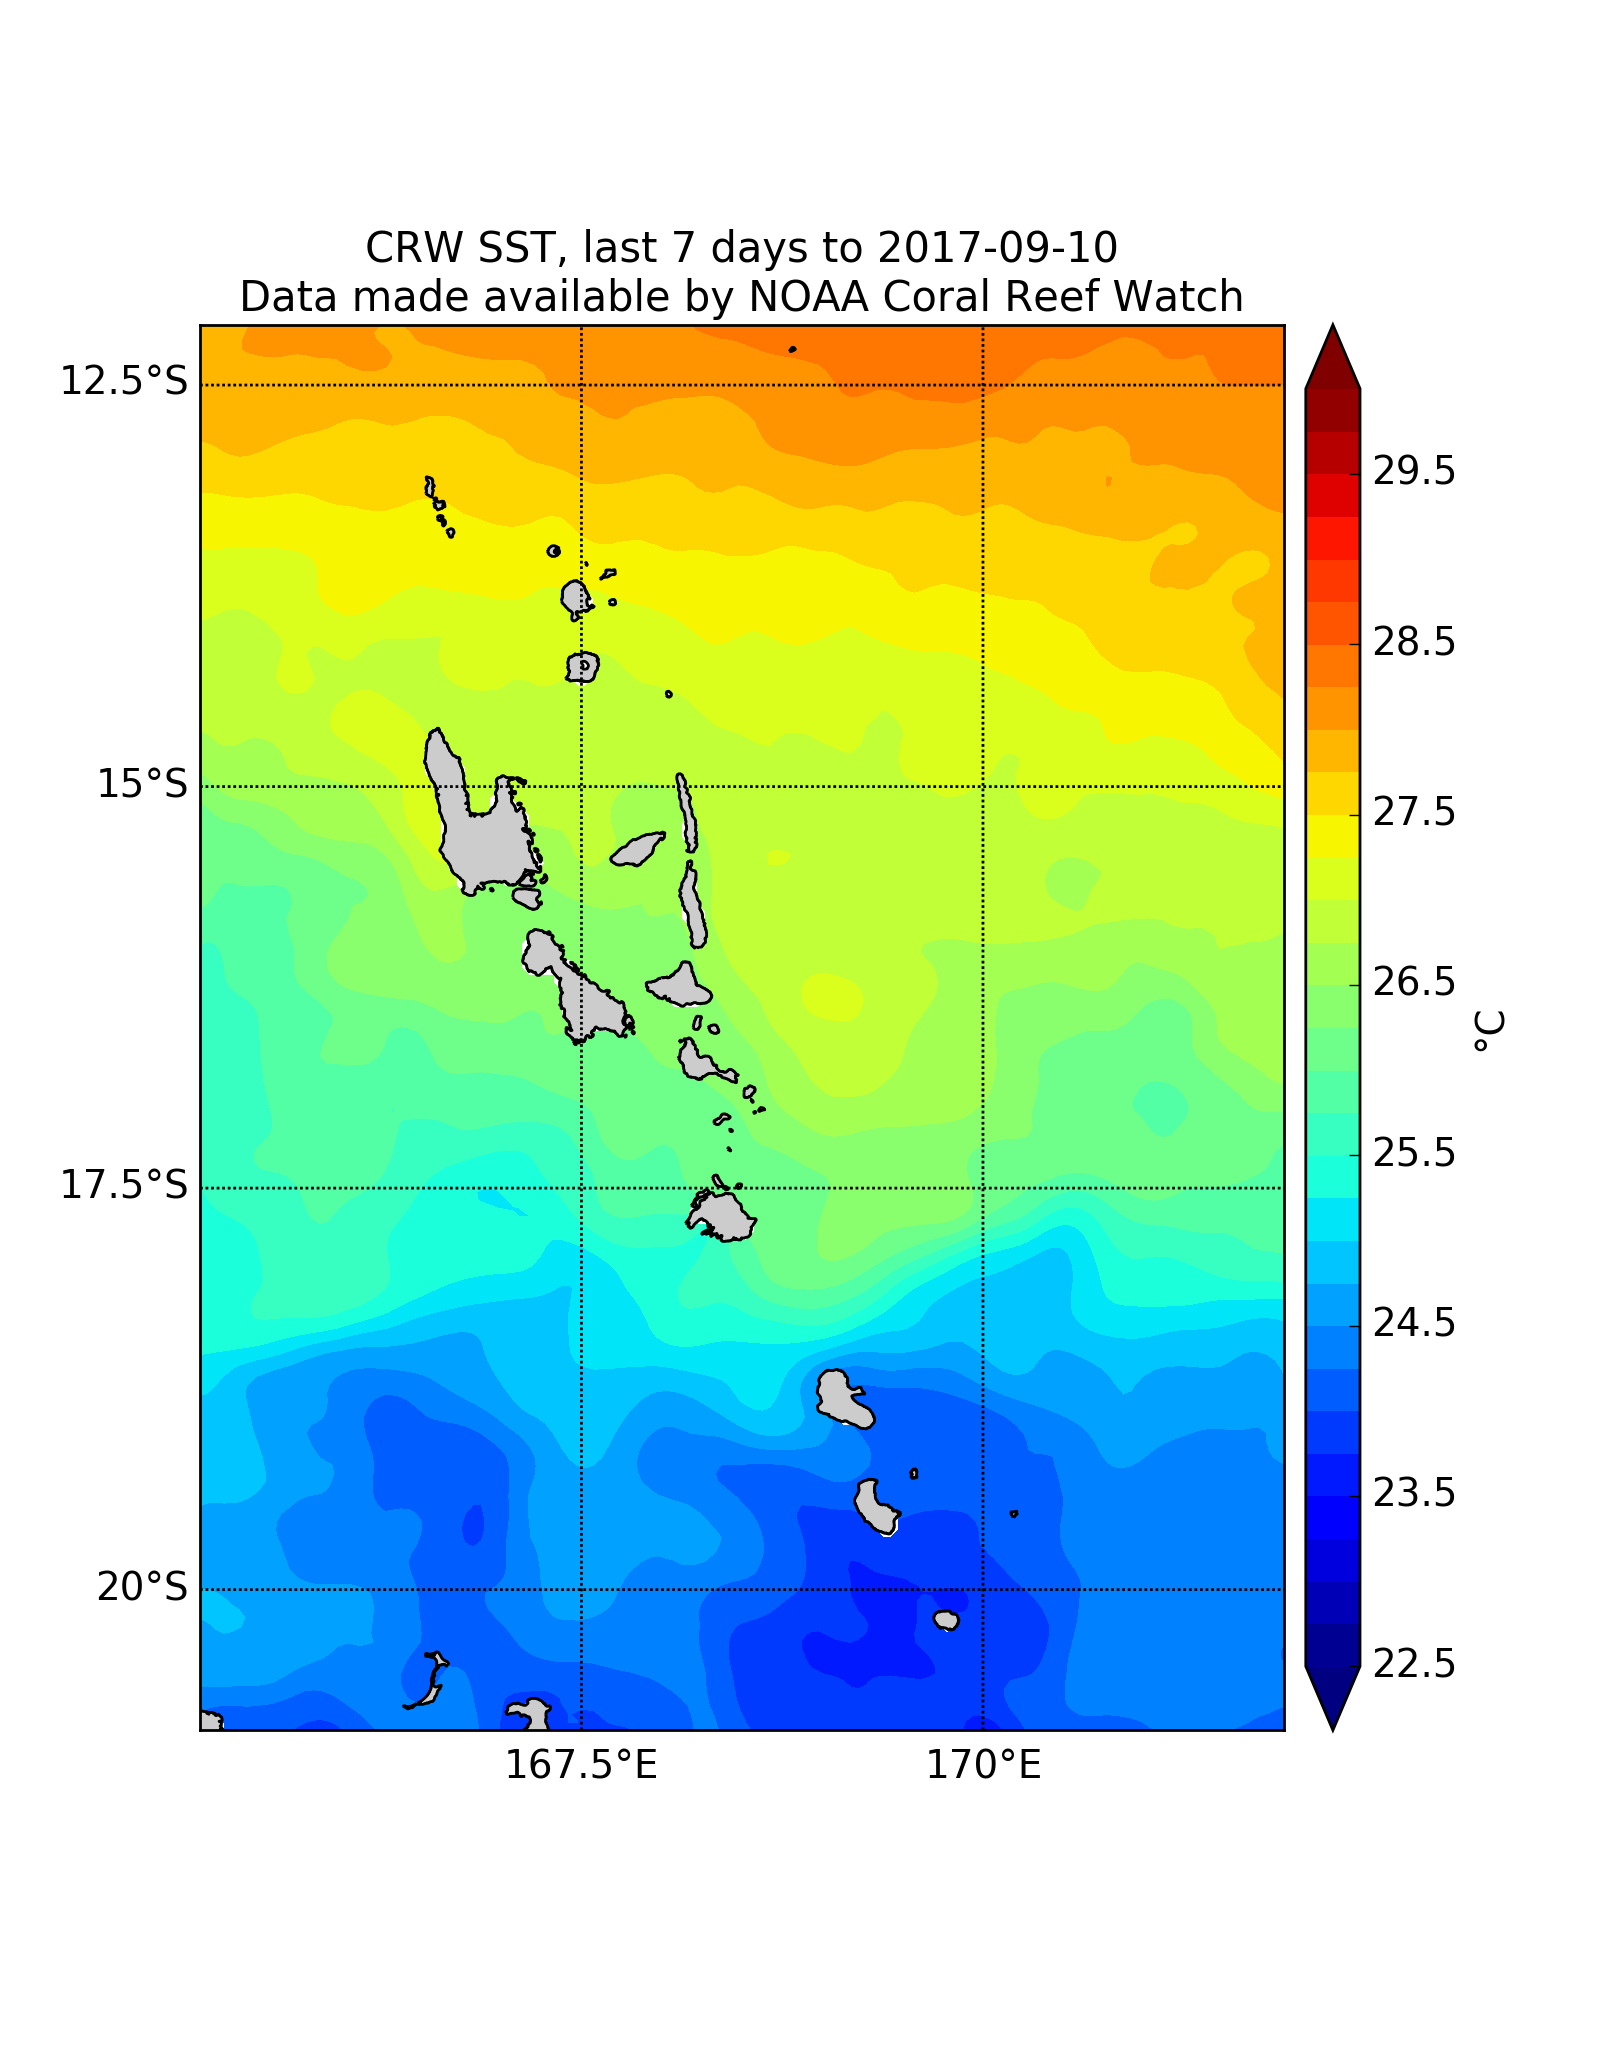 CRW SST, last 7 days to 2017-09-10
Data made available by NOAA Coral Reef Watch
12.5°S
15°S
17.5°S
20°S
167.5°E
170°E
29.5
28.5
27.5
26.5
25.5
24.5
23.5
22.5
°C